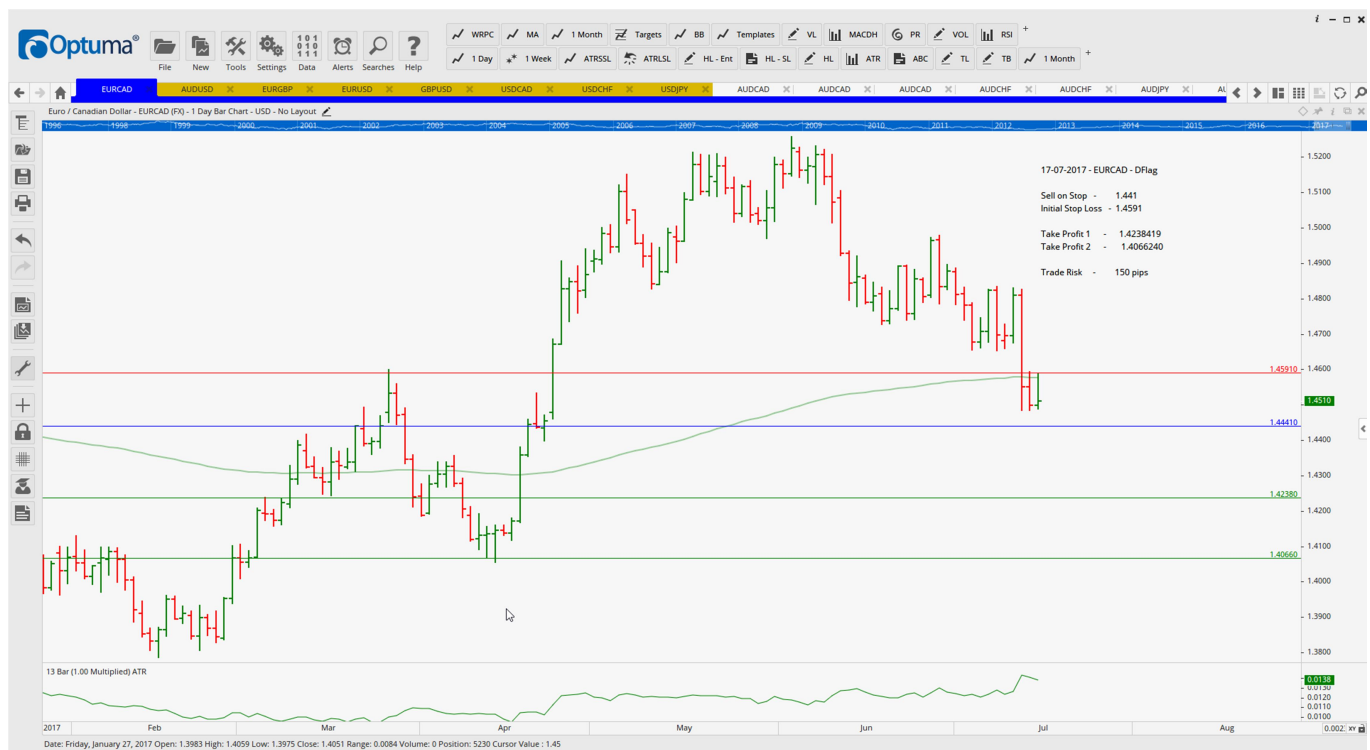 Optuma®
File
New
Tools
Settings
Data
Alerts
Searches
Help
WRPC MA 1 Month Targets BB Templates VL MACDH PR VOL RSI
1 Day 1 Week ATRSSL ATRLSL HL - Ent HL - SL HL ATR ABC TL TB 1 Month
EURCAD AUDUSD EURGBP EURUSD GBPUSD USDCAD USDCHF USDJPY AUDCAD AUDCAD AUDCAD AUDCHF AUDCHF AUDJPY
Euro / Canadian Dollar - EURCAD (FX) - 1 Day Bar Chart - USD - No Layout
1996 1998 1999 2000 2001 2002 2003 2004 2005 2006 2007 2008 2009 2010 2011 2012 2013 2014 2015 2016 2017
17-07-2017 - EURCAD - DFlag
Sell on Stop - 1.441
Initial Stop Loss - 1.4591
Take Profit 1 - 1.4238419
Take Profit 2 - 1.4066240
Trade Risk - 150 pips
1.5200
1.5100
1.5000
1.4900
1.4800
1.4700
1.4600
1.45910
1.4510
1.44410
1.4400
1.4300
1.42380
1.4200
1.4100
1.40660
1.4000
1.3900
1.3800
13 Bar (1.00 Multiplied) ATR
0.0138
0.0130
0.0120
0.0110
0.0100
2017 Feb Mar Apr May Jun Jul Aug
0.002 XY
Date: Friday, January 27, 2017 Open: 1.3983 High: 1.4059 Low: 1.3975 Close: 1.4051 Range: 0.0084 Volume: 0 Position: 5230 Cursor Value : 1.45